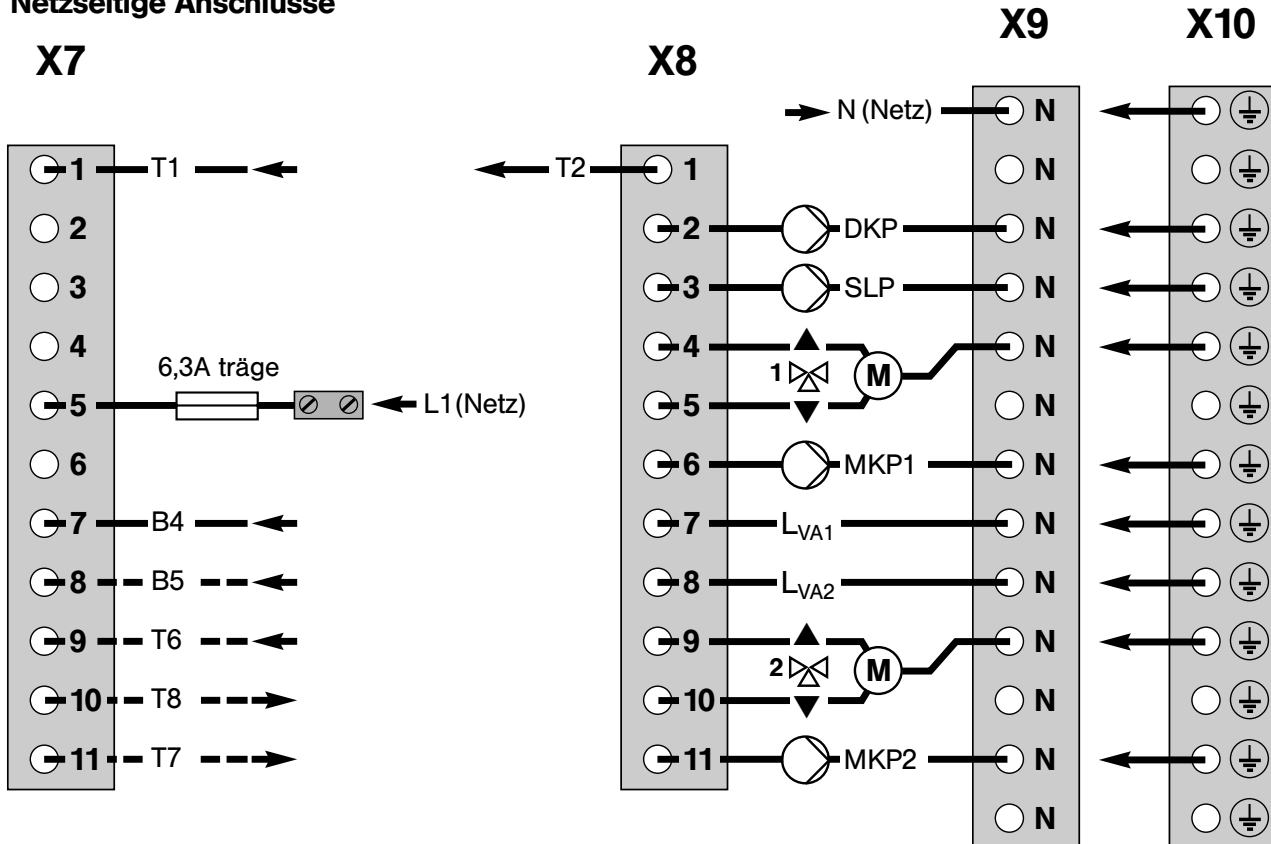 Netzseitige Anschlüsse
X7
X8
X9
X10
N (Netz) N
1 T1
T2 1 N
2
2 DKP N
3
3 SLP N
4
4 N
6,3A träge
1 M
5 L1(Netz)
5 N
6
6 MKP1 N
7 B4
7 LVA1 N
8 B5
8 LVA2 N
9 T6
9 N
2 M
10 T8
10 N
11 T7
11 MKP2 N
N